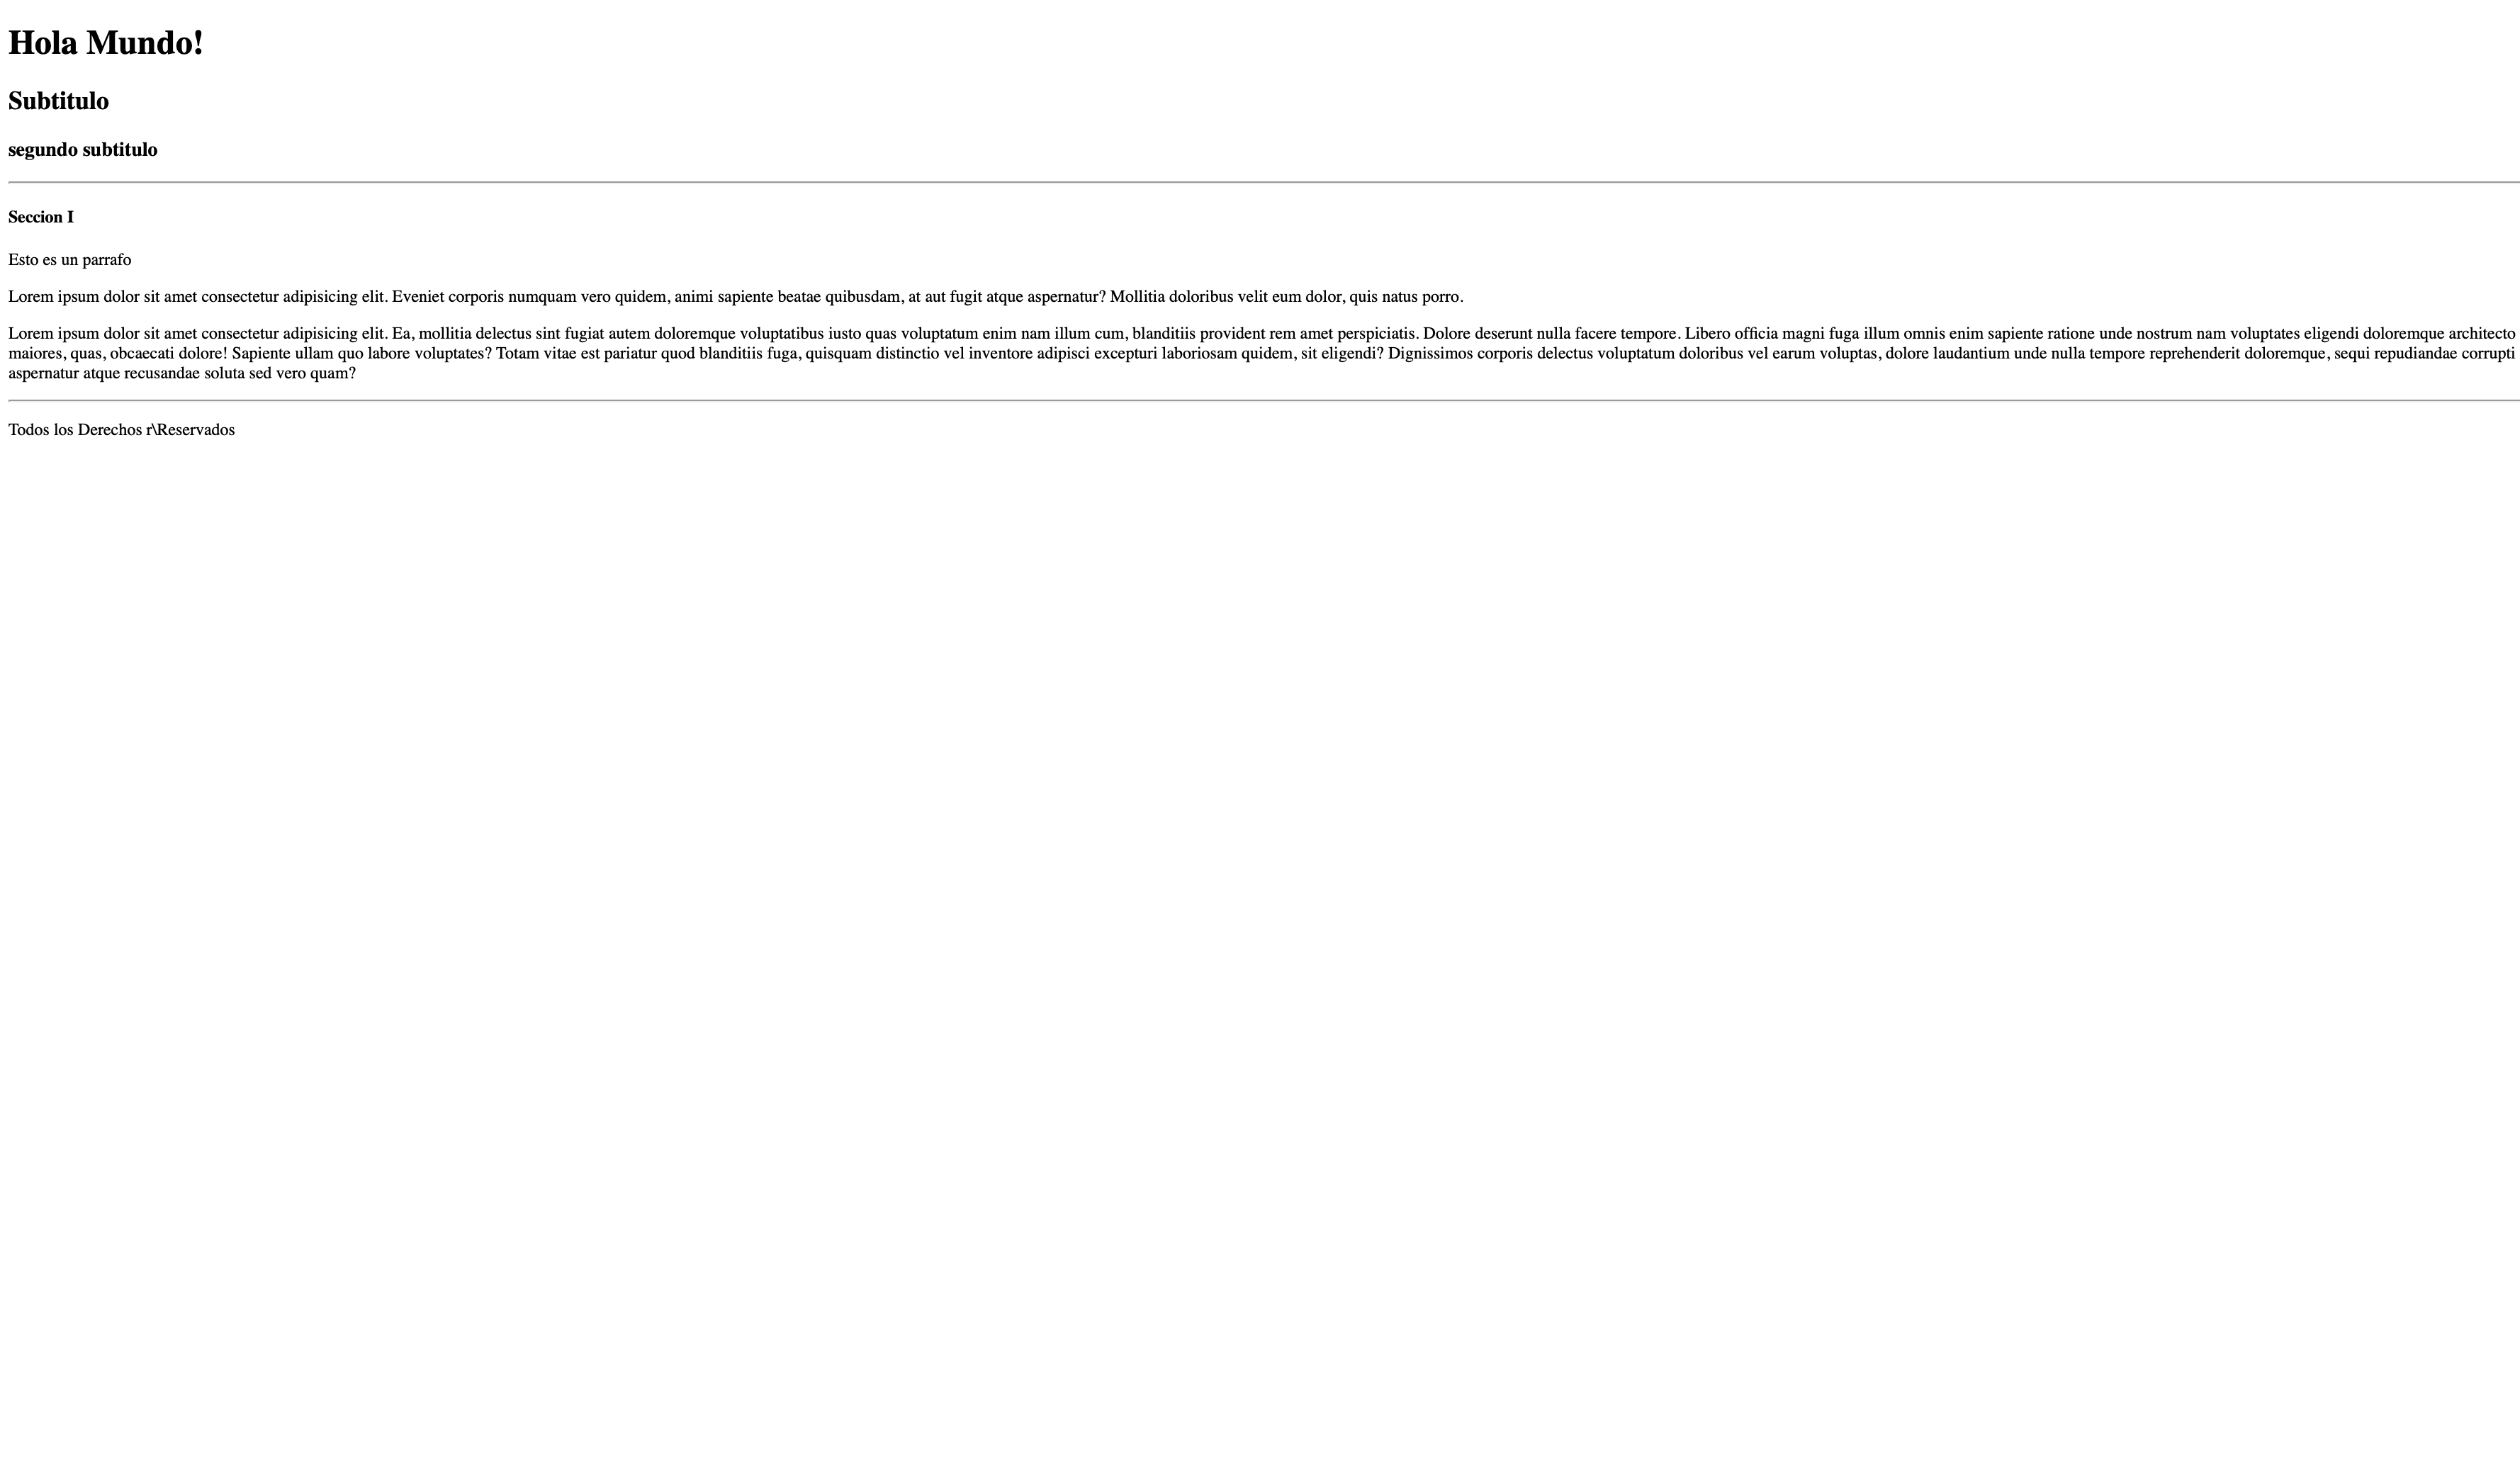 Hola Mundo!
Subtitulo
segundo subtitulo
Seccion I
Esto es un parrafo
Lorem ipsum dolor sit amet consectetur adipisicing elit. Eveniet corporis numquam vero quidem, animi sapiente beatae quibusdam, at aut fugit atque aspernatur? Mollitia doloribus velit eum dolor, quis natus porro.
Lorem ipsum dolor sit amet consectetur adipisicing elit. Ea, mollitia delectus sint fugiat autem doloremque voluptatibus iusto quas voluptatum enim nam illum cum, blanditiis provident rem amet perspiciatis. Dolore deserunt nulla facere tempore. Libero officia magni fuga illum omnis enim sapiente ratione unde nostrum nam voluptates eligendi doloremque architecto
maiores, quas, obcaecati dolore! Sapiente ullam quo labore voluptates? Totam vitae est pariatur quod blanditiis fuga, quisquam distinctio vel inventore adipisci excepturi laboriosam quidem, sit eligendi? Dignissimos corporis delectus voluptatum doloribus vel earum voluptas, dolore laudantium unde nulla tempore reprehenderit doloremque, sequi repudiandae corrupti
aspernatur atque recusandae soluta sed vero quam?
Todos los Derechos r\Reservados